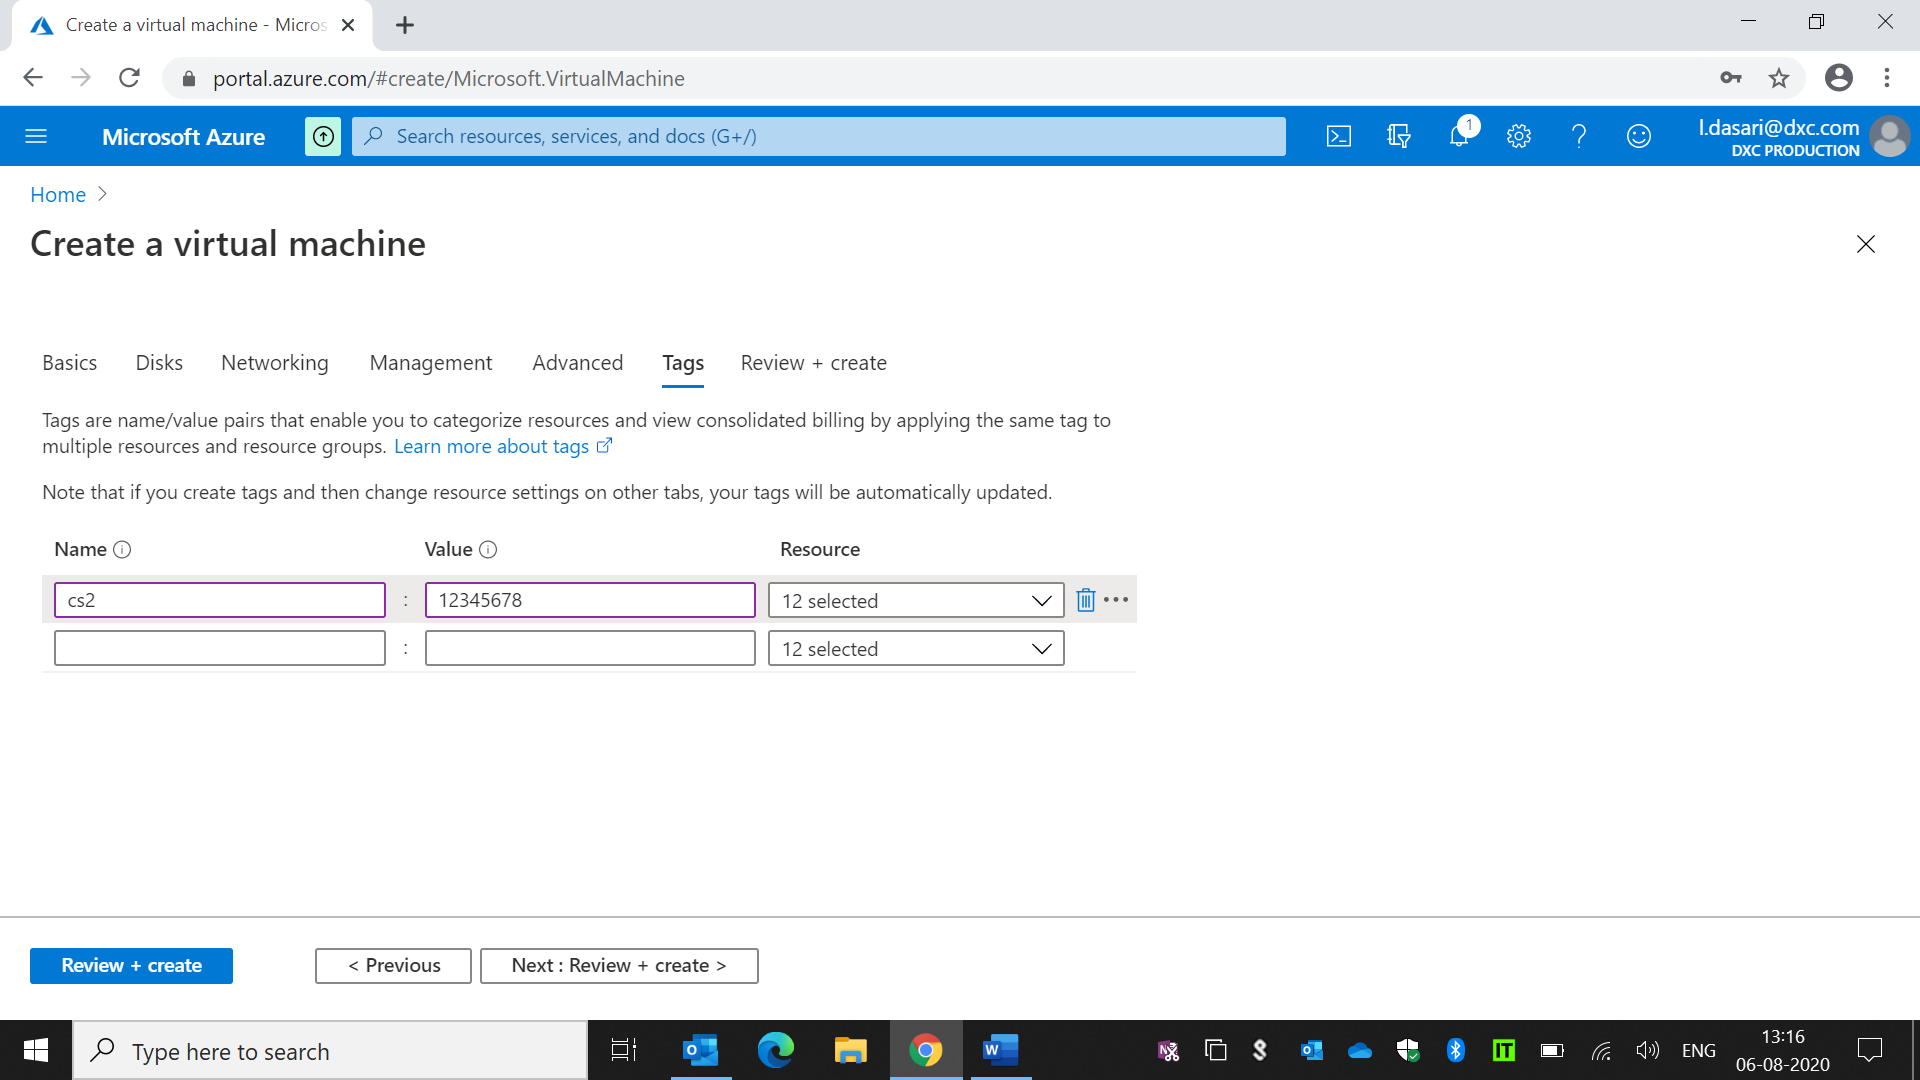 Create a virtual machine - Micros
portal.azure.com/#create/Microsoft.VirtualMachine
Microsoft Azure
Search resources, services, and docs (G+/)
1
l.dasari@dxc.com
DXC PRODUCTION
Home >
Create a virtual machine
Basics Disks Networking Management Advanced Tags Review + create
Tags are name/value pairs that enable you to categorize resources and view consolidated billing by applying the same tag to
multiple resources and resource groups. Learn more about tags
Note that if you create tags and then change resource settings on other tabs, your tags will be automatically updated.
Name Value Resource
cs2 : 12345678 12 selected
: 12 selected
Review + create < Previous Next : Review + create >
Type here to search
ENG
13:16
06-08-2020